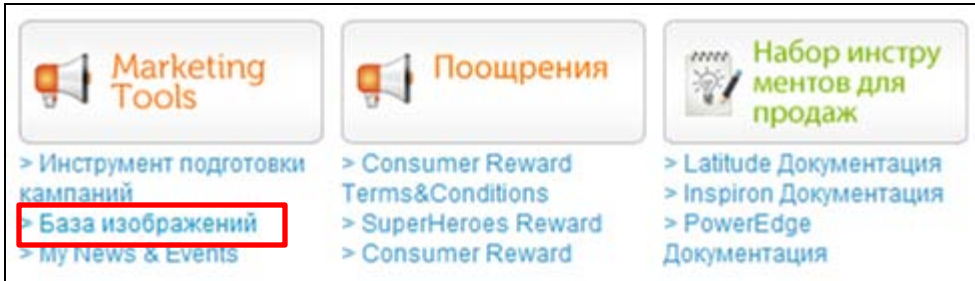 Marketing
Tools
> Инструмент подготовки
кампаний
> База изображений
> My News & Events
Поощрения
> Consumer Reward
Terms&Conditions
> SuperHeroes Reward
> Consumer Reward
Набор инстру
ментов для
продаж
> Latitude Документация
> Inspiron Документация
> PowerEdge
Документация